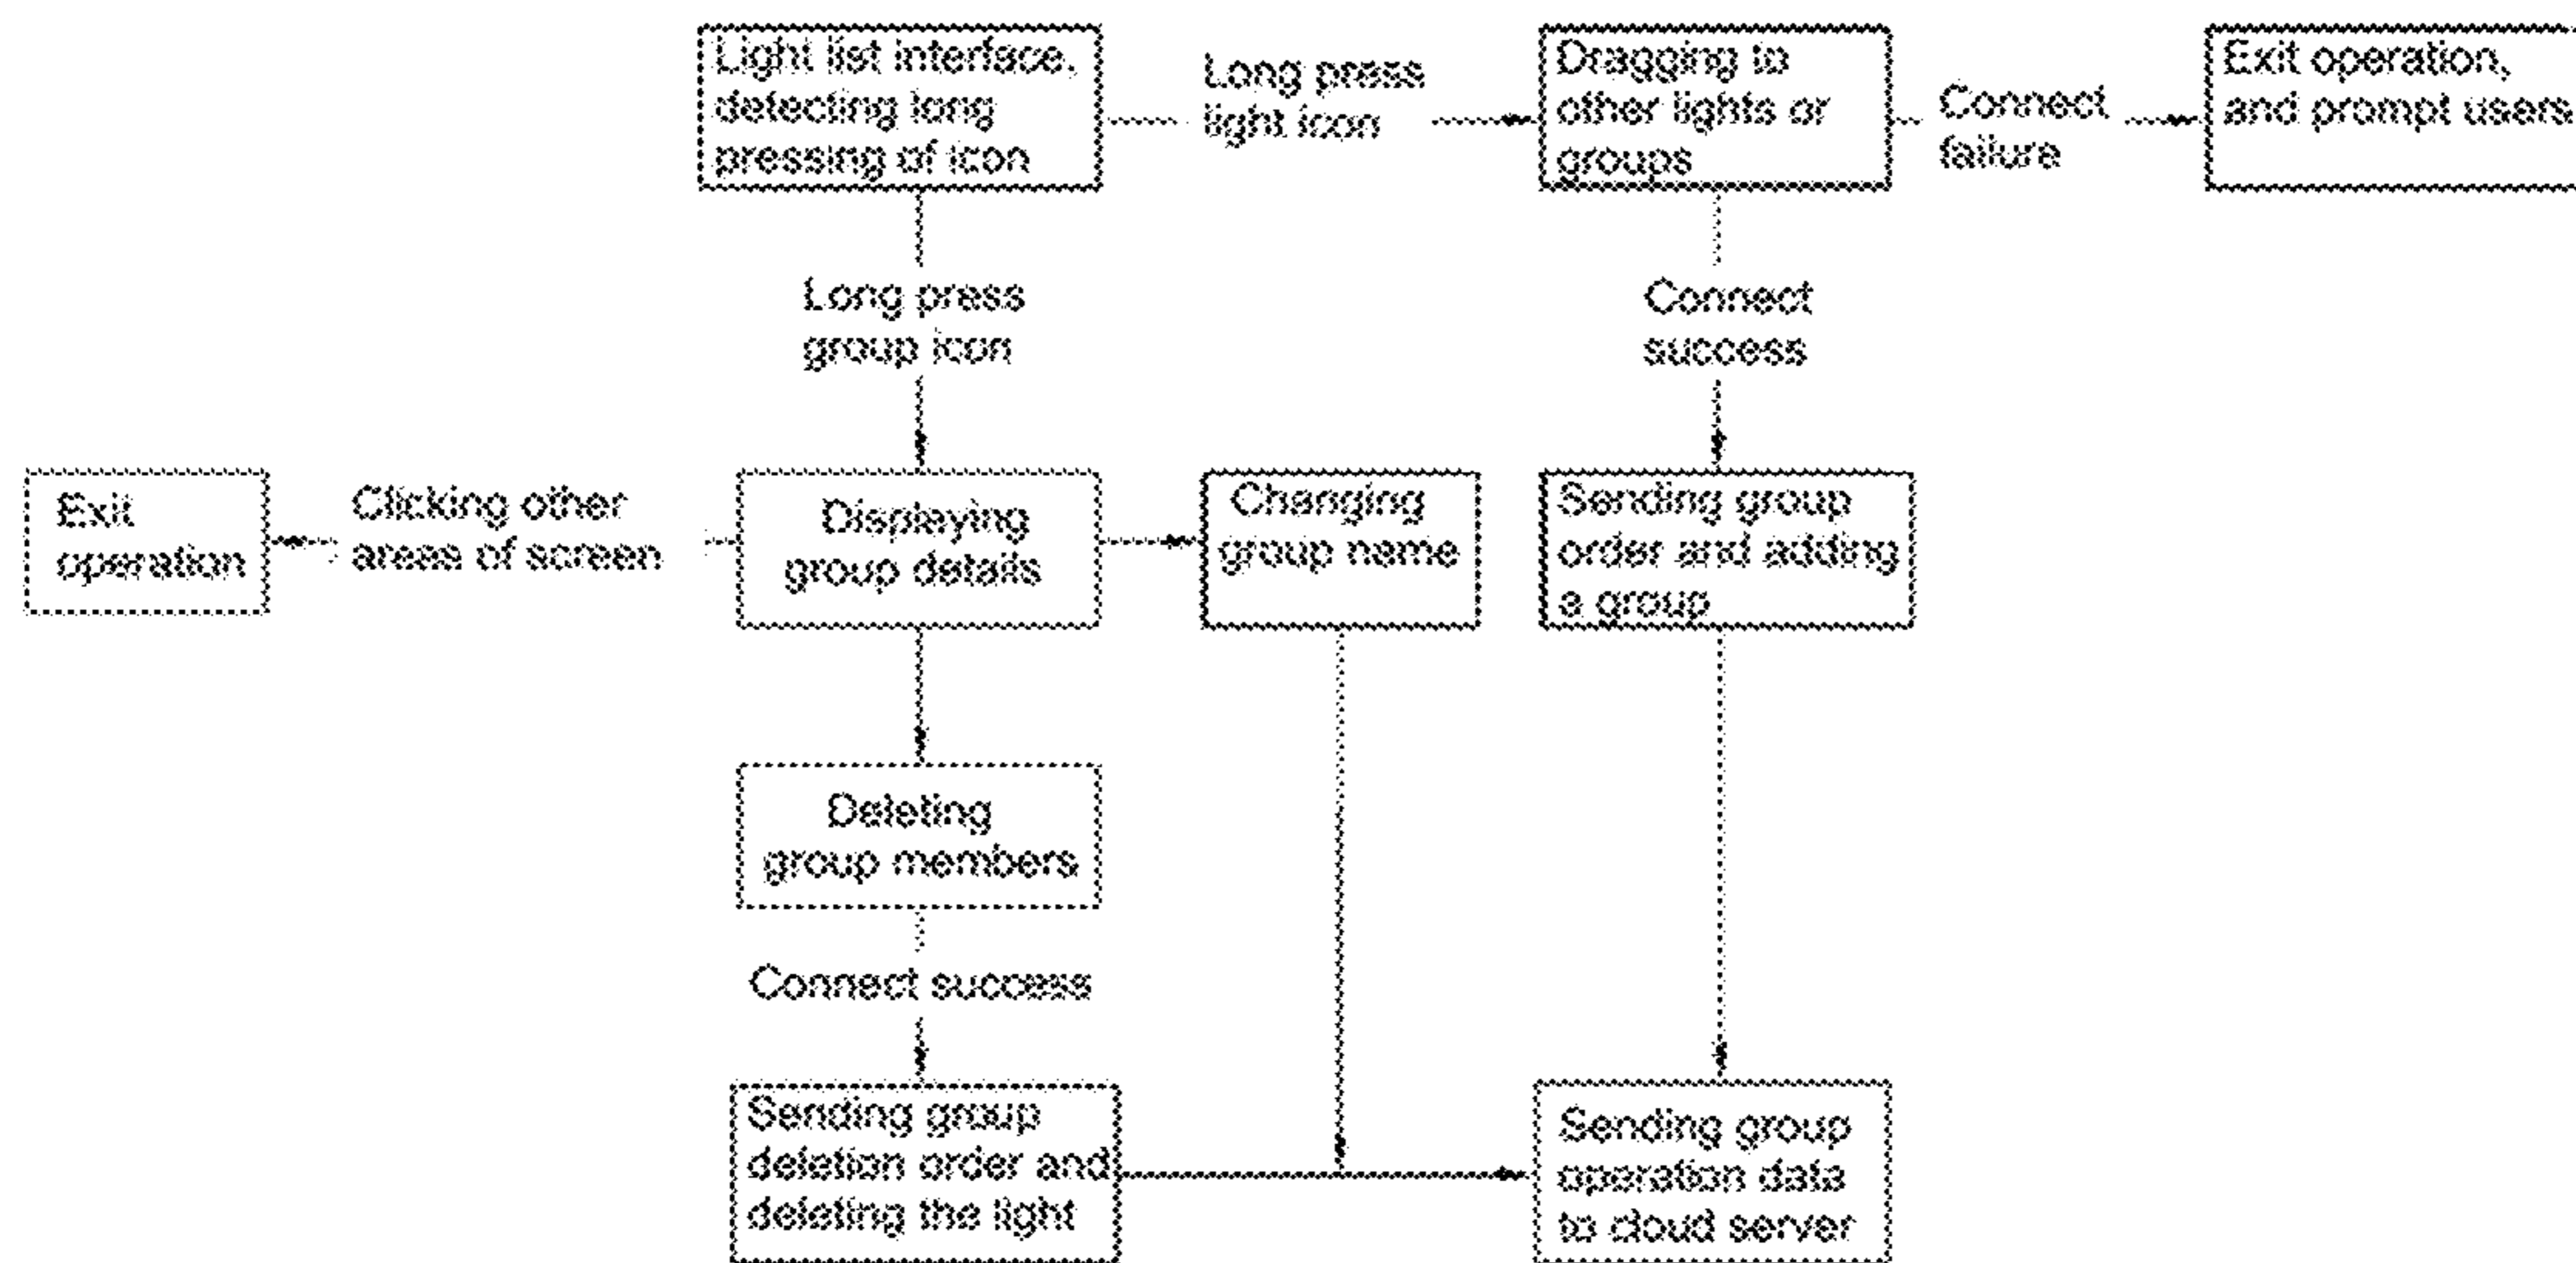 Light list interface,
detecting long
pressing of icon
Long press
light icon
Dragging to
other lights or
groups
Connect
failure
Exit operation,
and prompt users
Long press
group icon
Connect
success
Exit
operation
Clicking other
areas of screen
Displaying
group details
Changing
group name
Sending group
order and adding
a group
Deleting
group members
Connect success
Sending group
deletion order and
deleting the light
Sending group
operation data
to cloud server